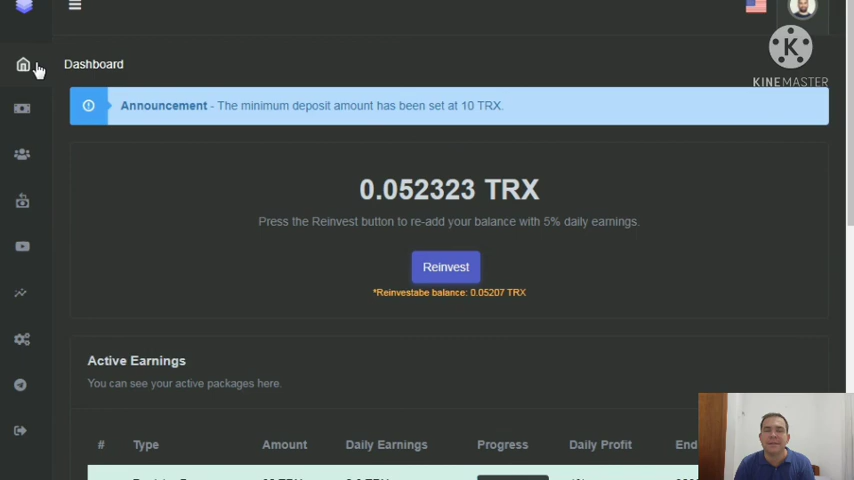 K
KINEMASTER
Dashboard
Announcement - The minimum deposit amount has been set at 10 TRX.
0.052323 TRX
Press the Reinvest button to re-add your balance with 5% daily earnings.
Reinvest
*Reinvestabe balance: 0.05207 TRX
Active Earnings
You can see your active packages here.
# Type Amount Daily Earnings Progress Daily Profit End